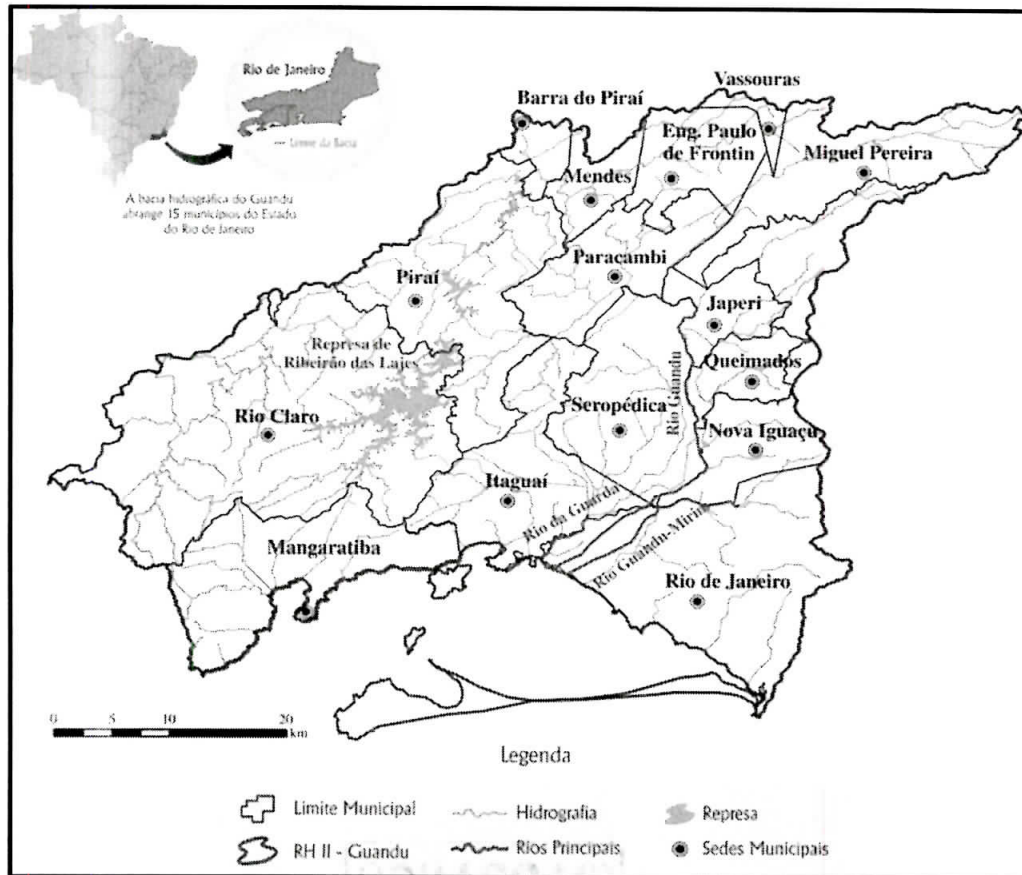 Rio de Janeiro
Limite da Bacia
A bacia hidrográfica do Guandu
abrange 15 municípios do Estado
do Rio de Janeiro
Vassouras
Barra do Piraí
Eng. Paulo
de Frontin
Miguel Pereira
Mendes
Paracambi
Piraí
Japeri
Represa de
Ribeirão das Lajes
Queimados
Rio Guandu
Seropédica
Rio Claro
Nova Iguaçu
Itaguaí
Rio da Guarda
Mangaratiba
Rio Guandu-Mirim
Rio de Janeiro
0 5 10 20
km
Legenda
Limite Municipal
Hidrografia
Represa
RH II - Guandu
Rios Principais
Sedes Municipais